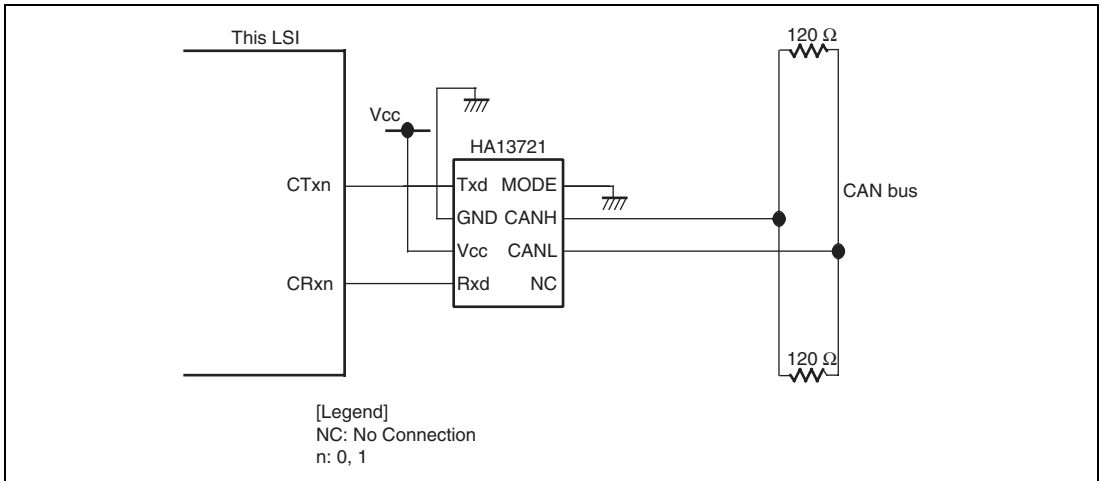 This LSI
120 Ω
Vcc
HA13721
CTxn
Txd MODE
CAN bus
GND CANH
Vcc CANL
CRxn
Rxd NC
120 Ω
[Legend]
NC: No Connection
n: 0, 1